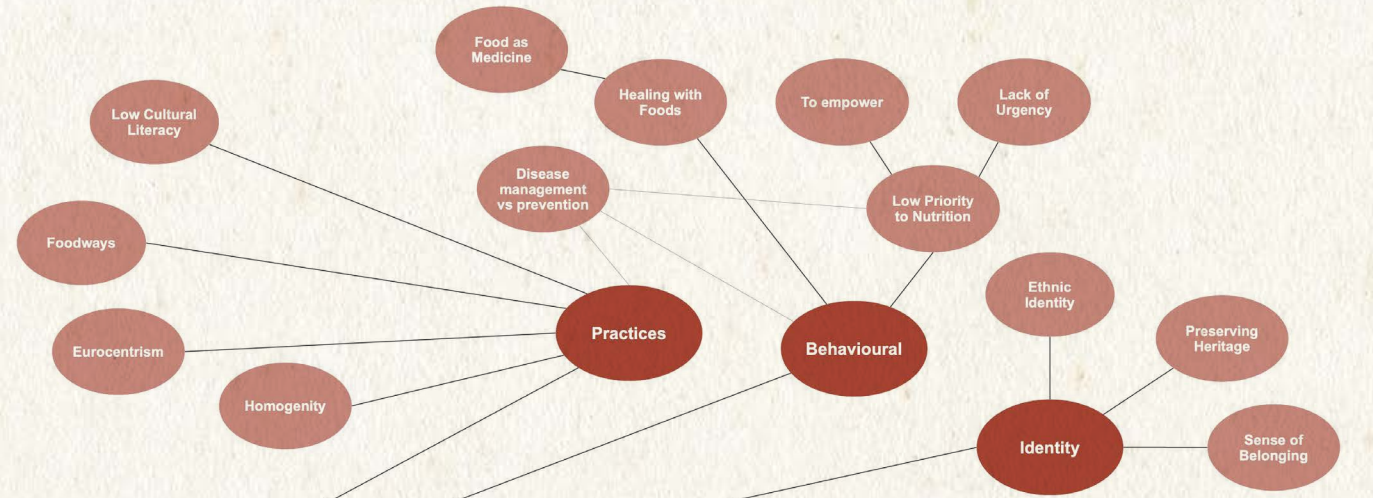 Food as
Medicine
Healing with
Foods
To empower
Lack of
Urgency
Low Cultural
Literacy
Disease
management
vs prevention
Low Priority
to Nutrition
Foodways
Ethnic
Identity
Practices
Behavioural
Preserving
Heritage
Eurocentrism
Homogenity
Identity
Sense of
Belonging